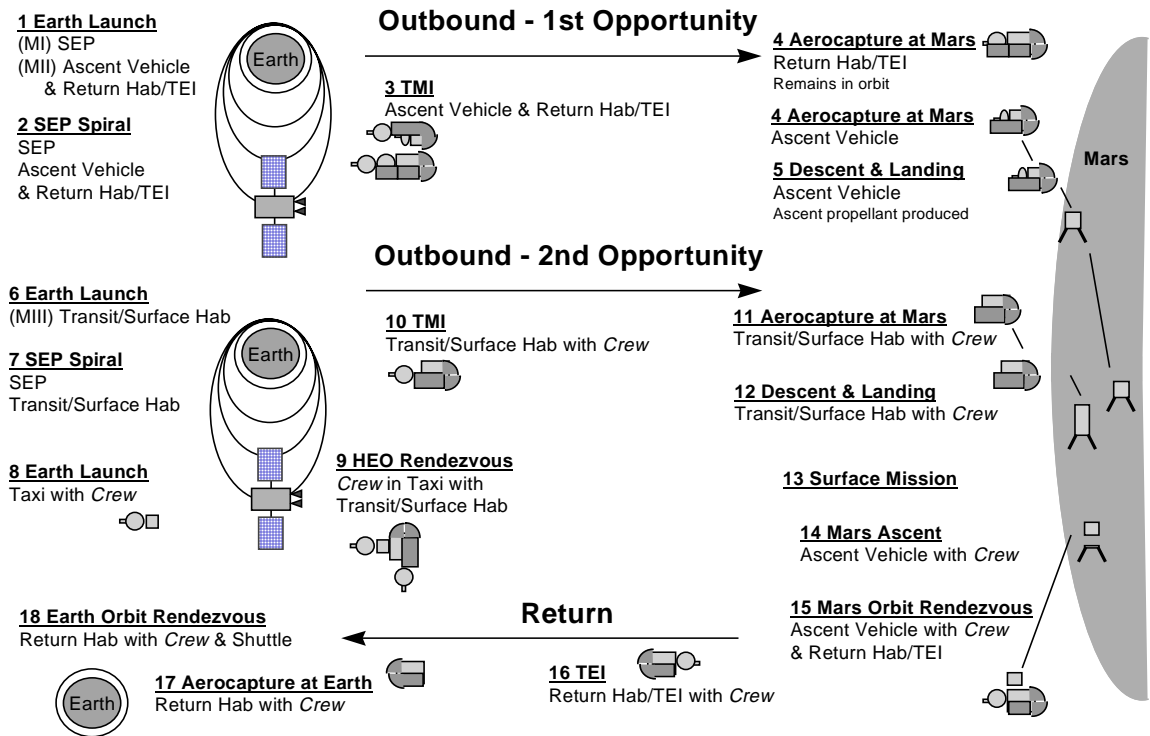 Outbound - 1st Opportunity
1 Earth Launch
(MI) SEP
(MII) Ascent Vehicle
& Return Hab/TEI
2 SEP Spiral
SEP
Ascent Vehicle
& Return Hab/TEI
Earth
3 TMI
Ascent Vehicle & Return Hab/TEI
4 Aerocapture at Mars
Return Hab/TEI
Remains in orbit
4 Aerocapture at Mars
Ascent Vehicle
5 Descent & Landing
Ascent Vehicle
Ascent propellant produced
Mars
Outbound - 2nd Opportunity
6 Earth Launch
(MIII) Transit/Surface Hab
7 SEP Spiral
SEP
Transit/Surface Hab
Earth
8 Earth Launch
Taxi with Crew
9 HEO Rendezvous
Crew in Taxi with
Transit/Surface Hab
10 TMI
Transit/Surface Hab with Crew
11 Aerocapture at Mars
Transit/Surface Hab with Crew
12 Descent & Landing
Transit/Surface Hab with Crew
13 Surface Mission
14 Mars Ascent
Ascent Vehicle with Crew
15 Mars Orbit Rendezvous
Ascent Vehicle with Crew
& Return Hab/TEI
Return
16 TEI
Return Hab/TEI with Crew
17 Aerocapture at Earth
Return Hab with Crew
18 Earth Orbit Rendezvous
Return Hab with Crew & Shuttle
Earth